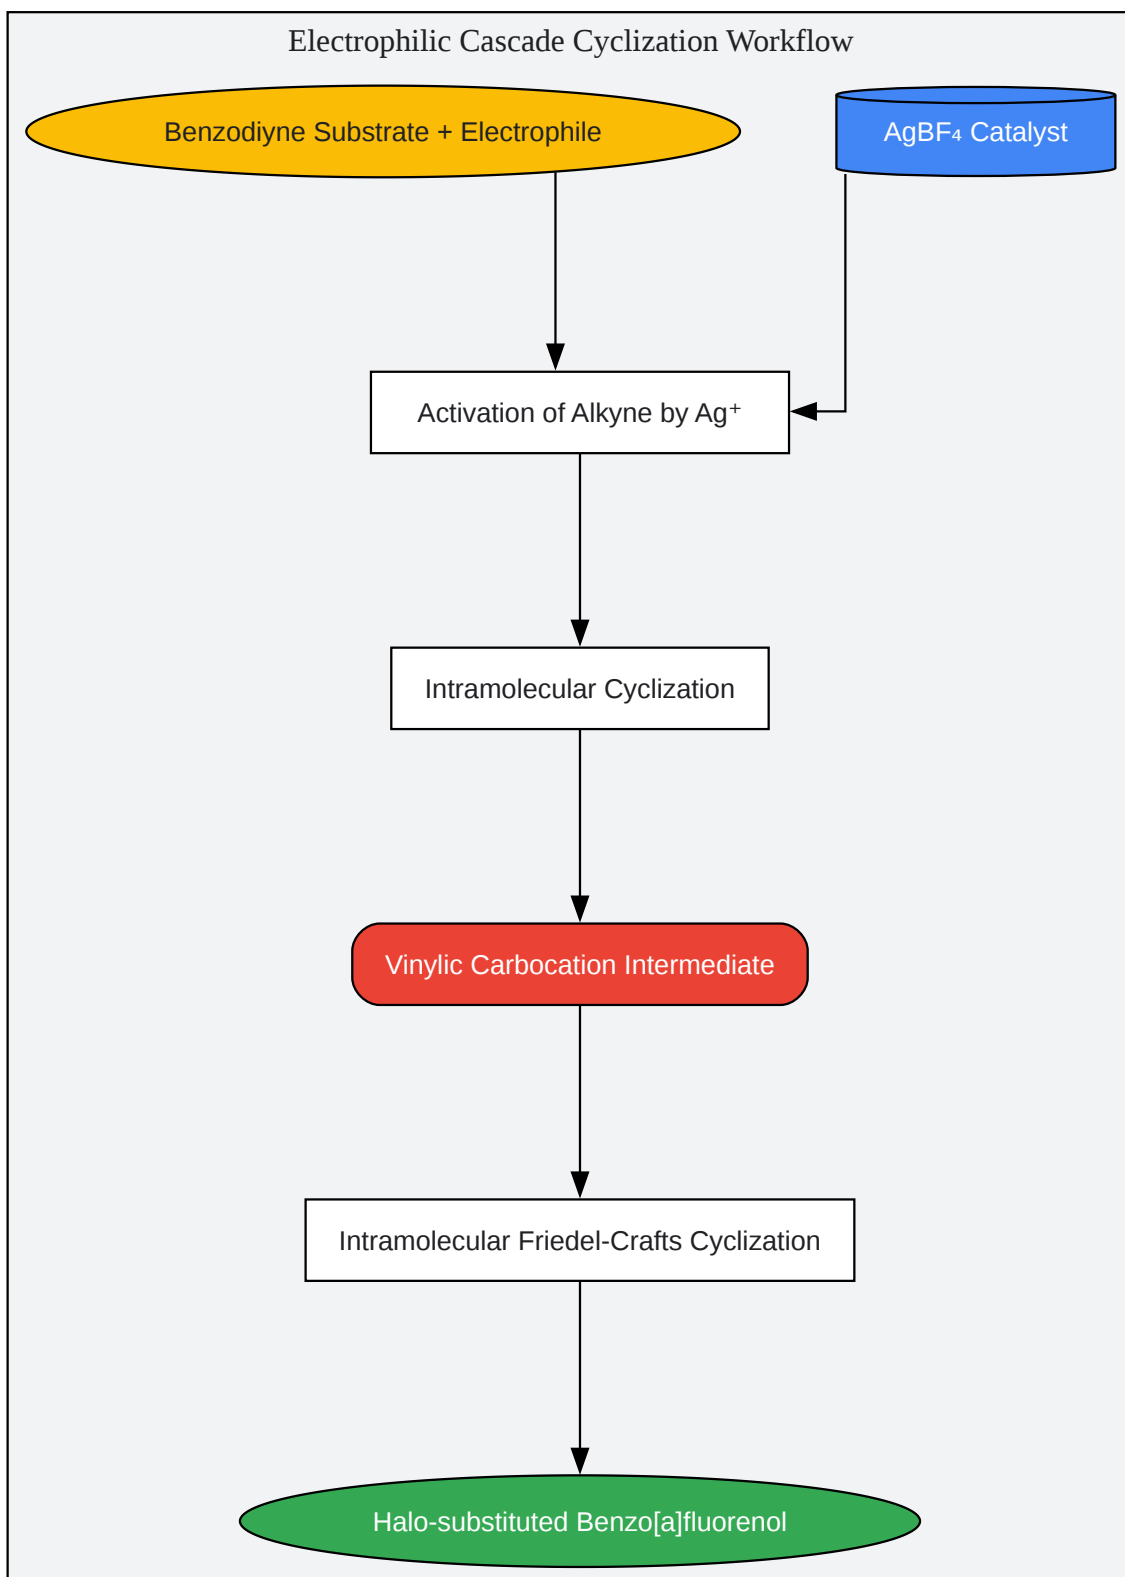 Electrophilic Cascade Cyclization Workflow
Benzodiyne Substrate + Electrophile
AgBF₄ Catalyst
Activation of Alkyne by Ag⁺
Intramolecular Cyclization
Vinylic Carbocation Intermediate
Intramolecular Friedel-Crafts Cyclization
Halo-substituted Benzo[a]fluorenol